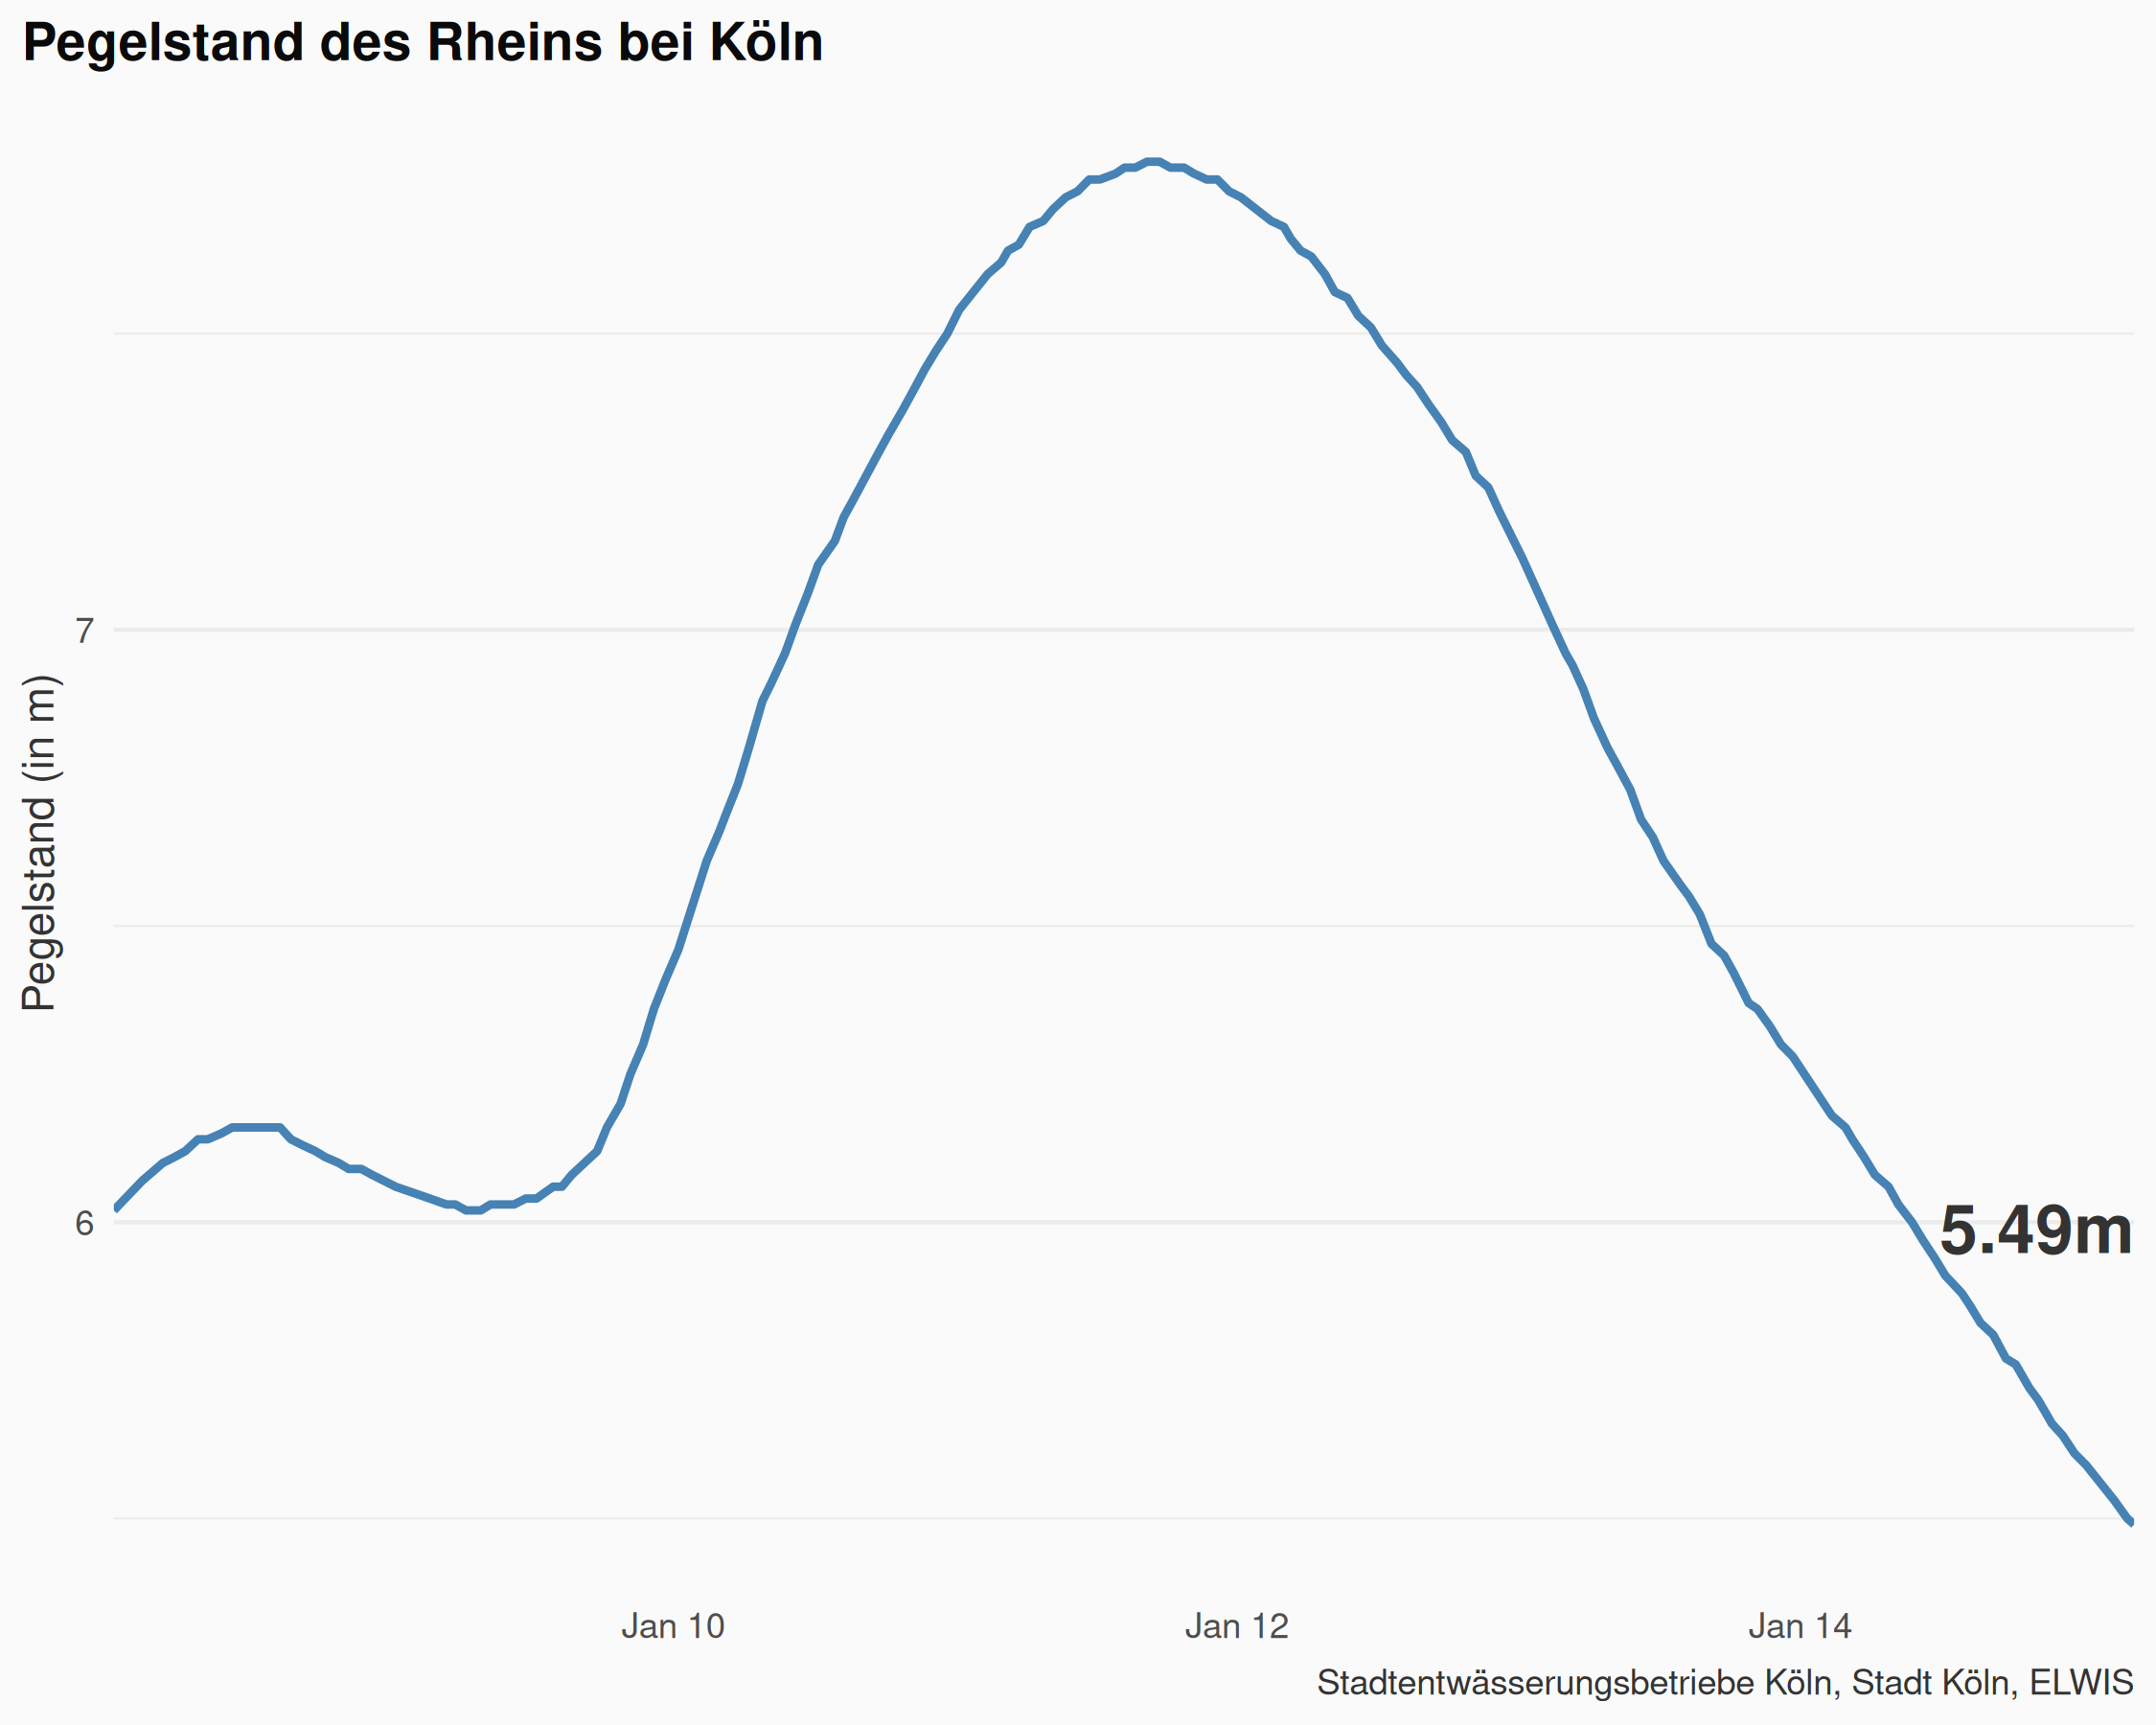 Pegelstand des Rheins bei Köln
Pegelstand (in m)
7
6
5.49m
Jan 10
Jan 12
Jan 14
Stadtentwässerungsbetriebe Köln, Stadt Köln, ELWIS